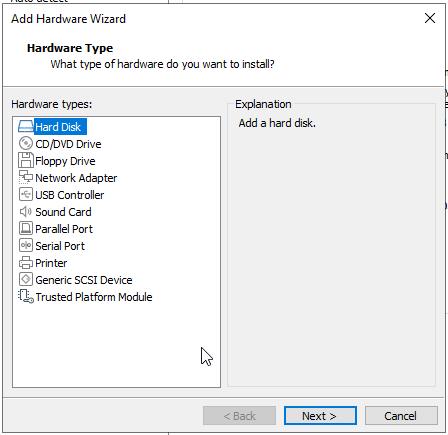 Add Hardware Wizard
Hardware Type
What type of hardware do you want to install?
Hardware types:
Hard Disk
CD/DVD Drive
Floppy Drive
Network Adapter
USB Controller
Sound Card
Parallel Port
Serial Port
Printer
Generic SCSI Device
Trusted Platform Module
Explanation
Add a hard disk.
< Back
Next >
Cancel